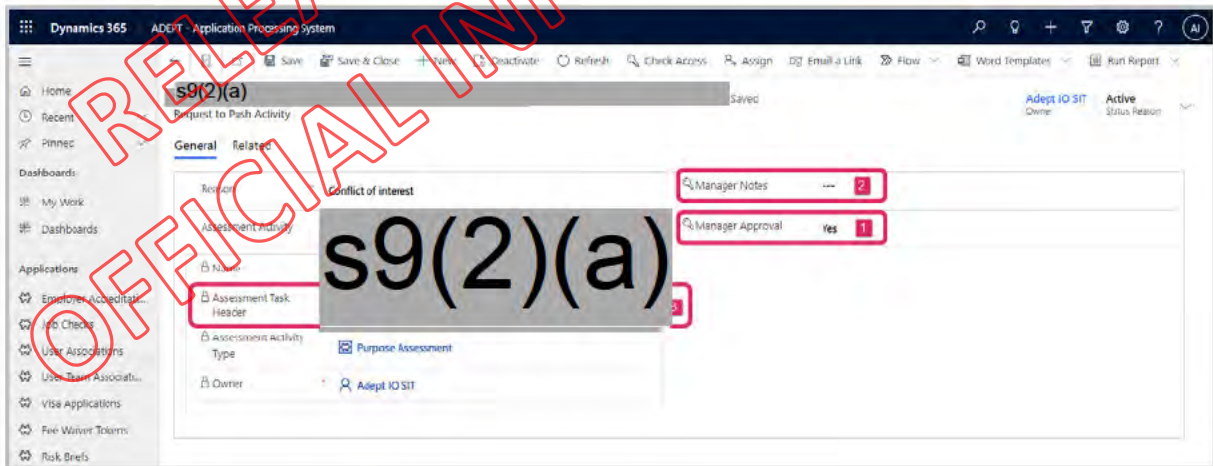 Dynamics 365 ADEPT - Application Processing System AI
Save Save & Close New Deactivate Refresh Check Access Assign Email a Link Flow Word Templates Run Report
Home
Recent
Pinned
Dashboards
My Work
Dashboards
Applications
Employer Accreditati...
Job Checks
User Associations
User Team Associati...
Visa Applications
Fee Waiver Tokens
Risk Briefs
s9(2)(a) Saved
Request to Push Activity
Adept IO SIT Active
Owner Status Reason
General Related
Reason * Conflict of interest
Manager Notes --- 2
Assessment Activity
Manager Approval Yes 1
s9(2)(a)
Name
Assessment Task
Header
Assessment Activity
Type
Purpose Assessment
Owner * Adept IO SIT
OFFICIAL